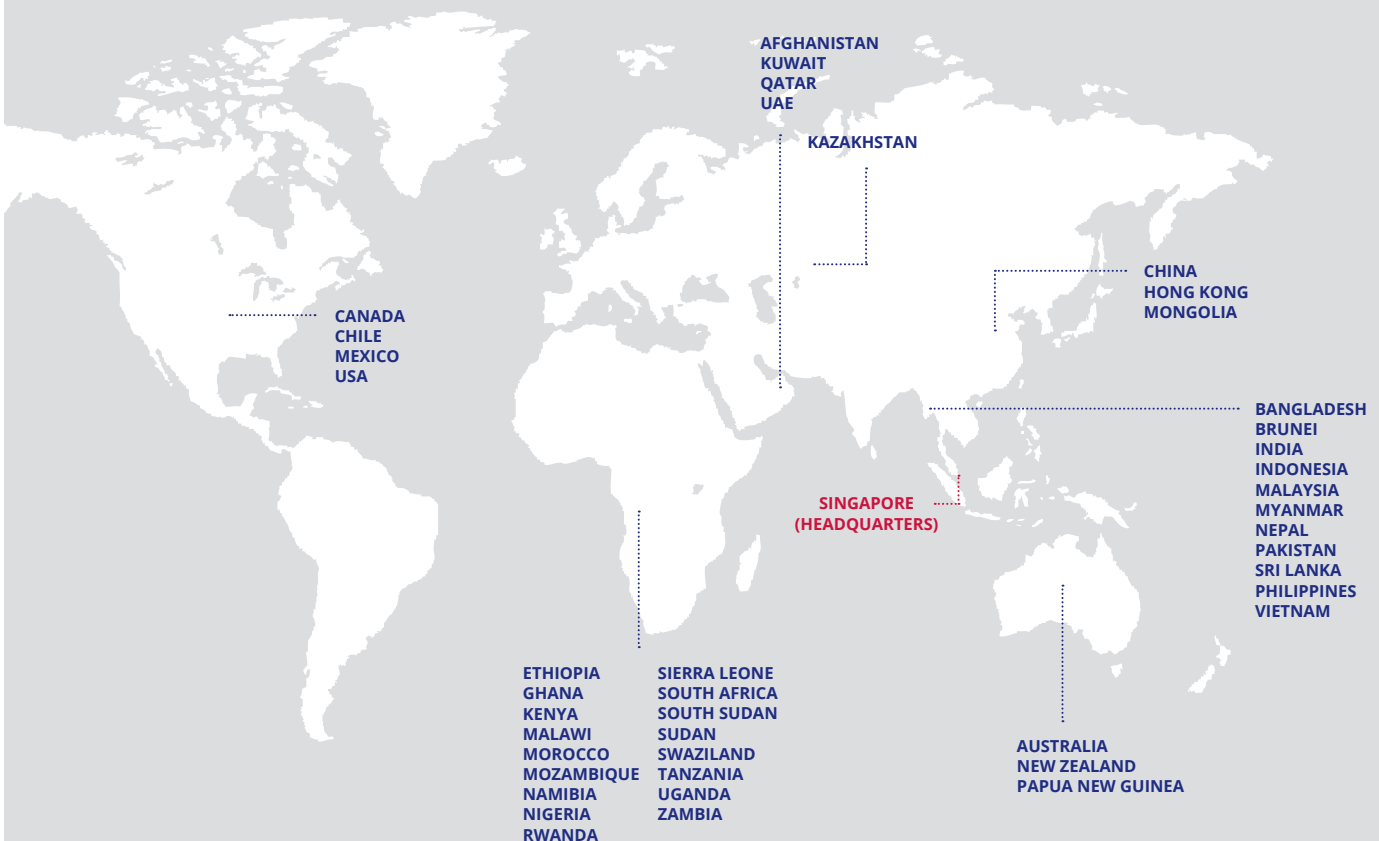 AFGHANISTAN
KUWAIT
QATAR
UAE
KAZAKHSTAN
CHINA
HONG KONG
MONGOLIA
CANADA
CHILE
MEXICO
USA
BANGLADESH
BRUNEI
INDIA
INDONESIA
MALAYSIA
MYANMAR
NEPAL
PAKISTAN
SRI LANKA
PHILIPPINES
VIETNAM
SINGAPORE
(HEADQUARTERS)
ETHIOPIA
GHANA
KENYA
MALAWI
MOROCCO
MOZAMBIQUE
NAMIBIA
NIGERIA
RWANDA
SIERRA LEONE
SOUTH AFRICA
SOUTH SUDAN
SUDAN
SWAZILAND
TANZANIA
UGANDA
ZAMBIA
AUSTRALIA
NEW ZEALAND
PAPUA NEW GUINEA